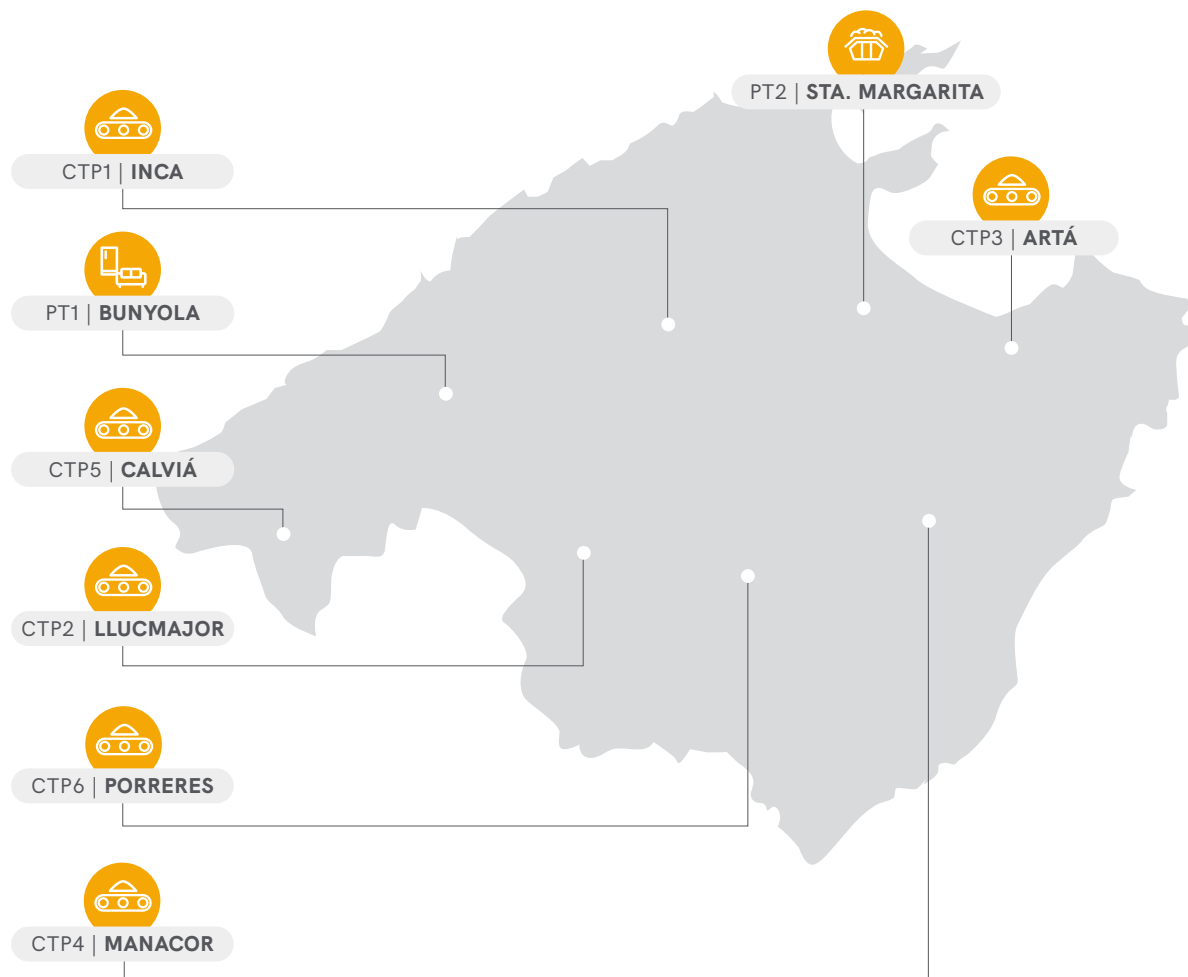 PT2 | STA. MARGARITA
CTP1 | INCA
CTP3 | ARTÁ
PT1 | BUNYOLA
CTP5 | CALVIÁ
CTP2 | LLUCMAJOR
CTP6 | PORRERES
CTP4 | MANACOR